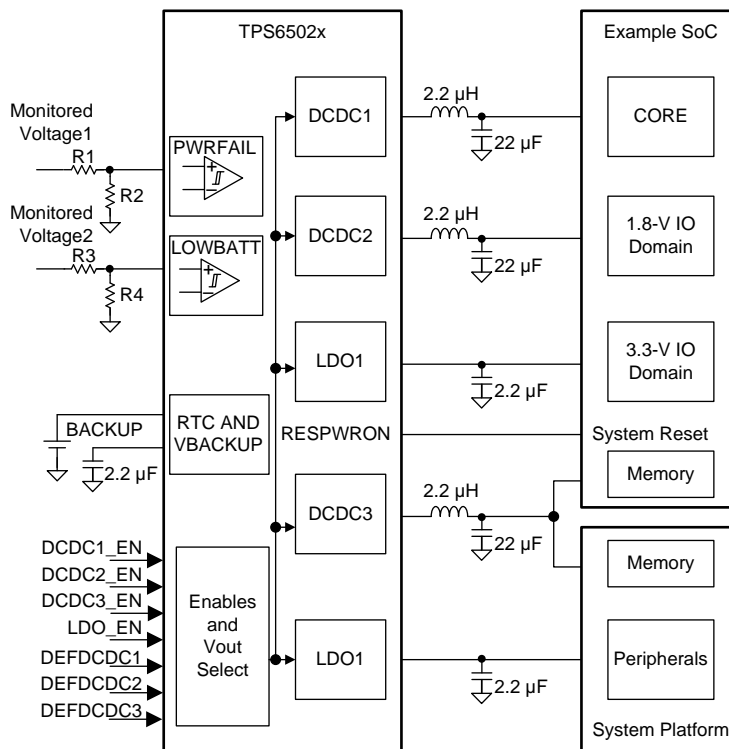 TPS6502x
Example SoC
Monitored
Voltage1
R1
R2
Monitored
Voltage2
R3
R4
PWRFAIL
+
−
LOWBATT
+
−
BACKUP
2.2 µF
RTC AND
VBACKUP
DCDC1_EN
DCDC2_EN
DCDC3_EN
LDO_EN
DEFDCDC1
DEFDCDC2
DEFDCDC3
Enables
and
Vout
Select
DCDC1
DCDC2
LDO1
RESPWRON
DCDC3
LDO1
2.2 µH
22 µF
2.2 µH
22 µF
2.2 µF
2.2 µH
22 µF
2.2 µF
CORE
1.8-V IO
Domain
3.3-V IO
Domain
System Reset
Memory
Memory
Peripherals
System Platform